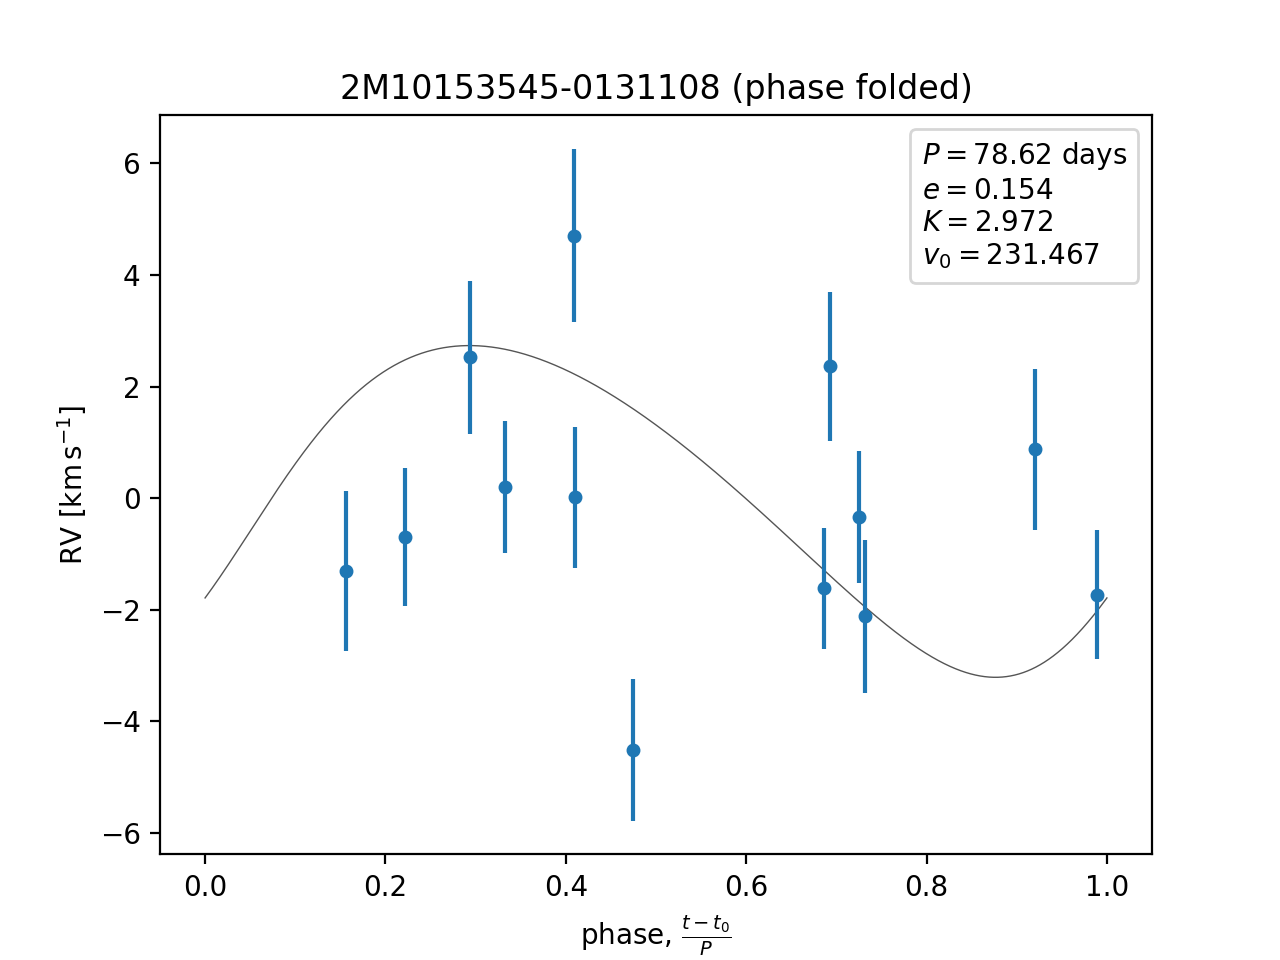 2M10153545-0131108 (phase folded)
P = 78.62 days
e = 0.154
K = 2.972
v₀ = 231.467
RV [km s⁻¹]
6
4
2
0
−2
−4
−6
0.0 0.2 0.4 0.6 0.8 1.0
phase, (t − t₀)/P